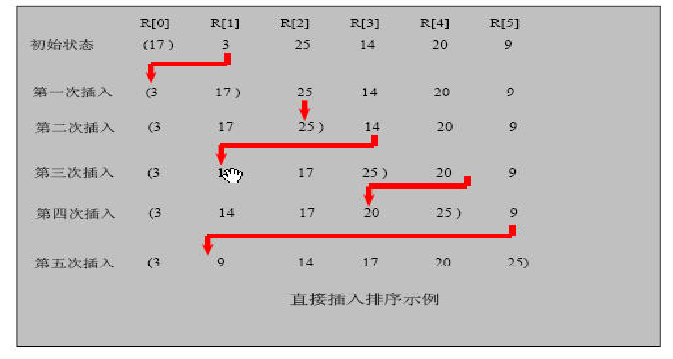 R[0] R[1] R[2] R[3] R[4] R[5]
初始状态 (17 ) 3 25 14 20 9
第一次插入 (3 17 ) 25 14 20 9
第二次插入 (3 17 25 ) 14 20 9
第三次插入 (3 17 25 ) 20 9
第四次插入 (3 14 17 20 25 ) 9
第五次插入 (3 9 14 17 20 25)
直接插入排序示例